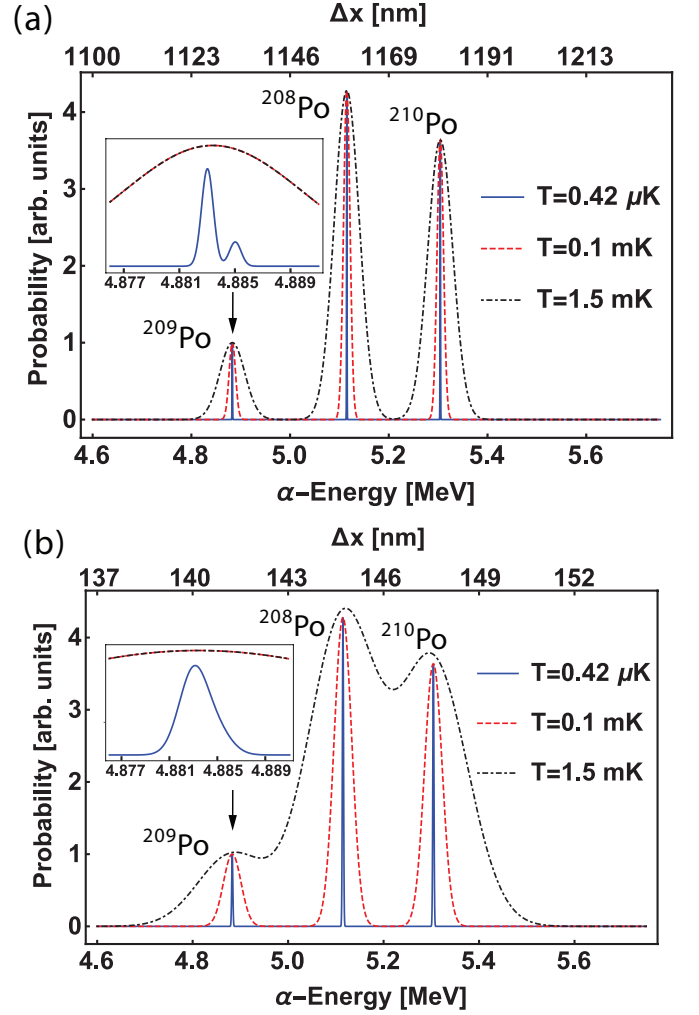 (a)
Δx [nm]
1100 1123 1146 1169 1191 1213
Probability [arb. units]
4
3
2
1
0
²⁰⁸Po
²¹⁰Po
²⁰⁹Po
4.877 4.881 4.885 4.889
T=0.42 μK
T=0.1 mK
T=1.5 mK
4.6 4.8 5.0 5.2 5.4 5.6
α−Energy [MeV]
(b)
Δx [nm]
137 140 143 144 146 148 149 152
Probability [arb. units]
4
3
2
1
0
²⁰⁸Po
²¹⁰Po
²⁰⁹Po
4.877 4.881 4.885 4.889
T=0.42 μK
T=0.1 mK
T=1.5 mK
4.6 4.8 5.0 5.2 5.4 5.6
α−Energy [MeV]